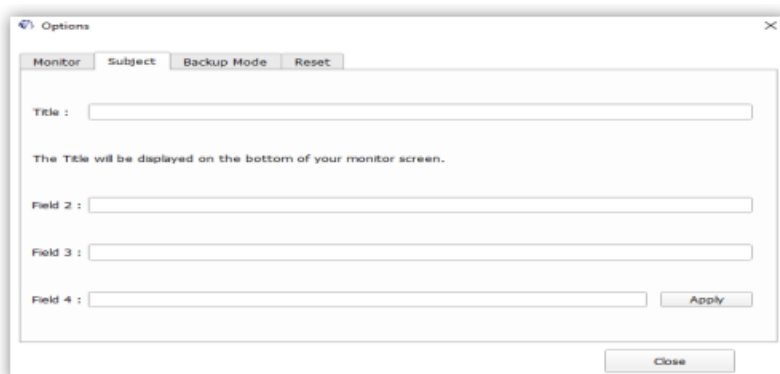 Options
Monitor Subject Backup Mode Reset
Title :
The Title will be displayed on the bottom of your monitor screen.
Field 2 :
Field 3 :
Field 4 : Apply
Close